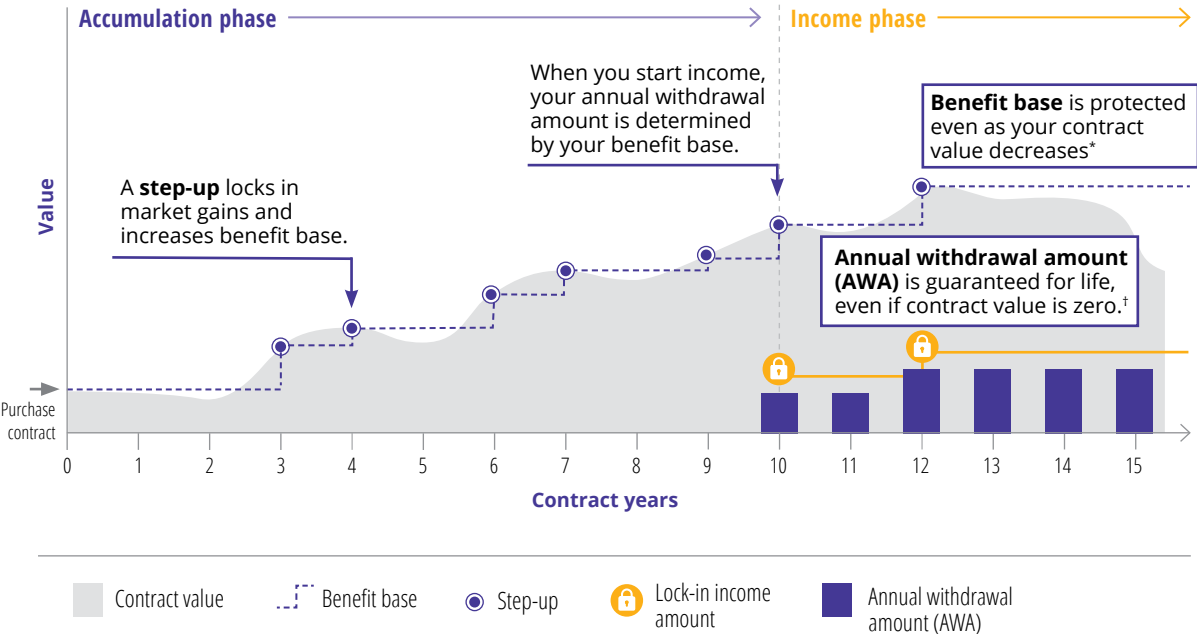 Accumulation phase
Income phase
When you start income,
your annual withdrawal
amount is determined
by your benefit base.
Benefit base is protected
even as your contract
value decreases*
A step-up locks in
market gains and
increases benefit base.
Annual withdrawal amount
(AWA) is guaranteed for life,
even if contract value is zero.†
Value
Purchase
contract
0 1 2 3 4 5 6 7 8 9 10 11 12 13 14 15
Contract years
Contract value
Benefit base
Step-up
Lock-in income
amount
Annual withdrawal
amount (AWA)